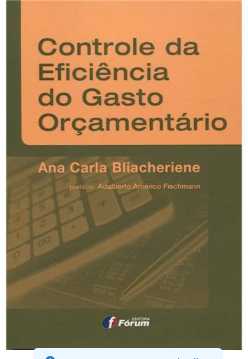 Controle da
Eficiência
do Gasto
Orçamentário
Ana Carla Bliacheriene
prefácio Adalberto Américo Fischmann
EDITORA
f Fórum